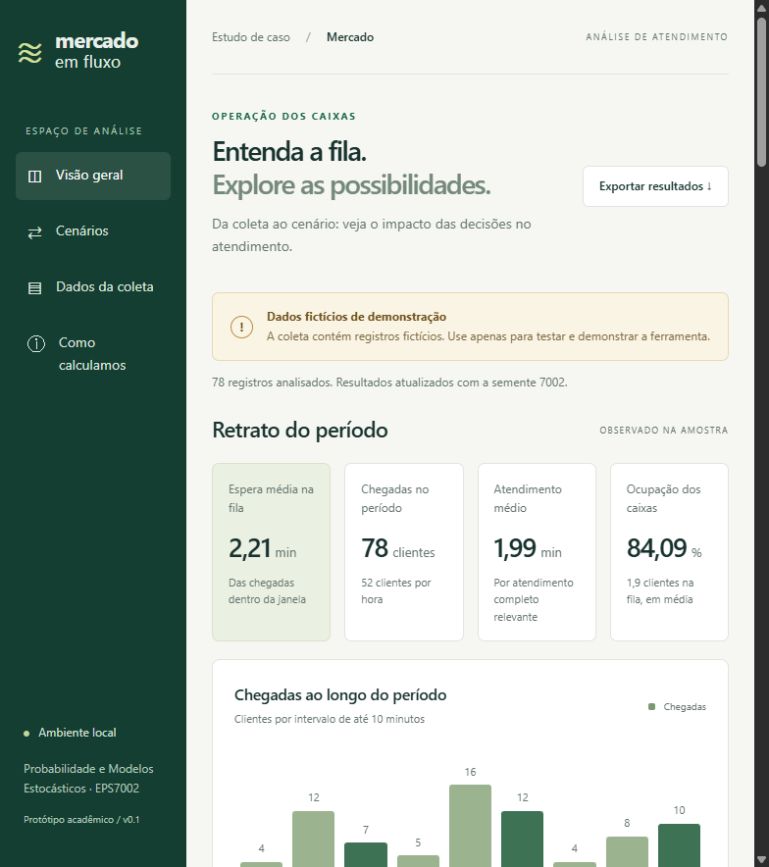 mercado
em fluxo
ESPAÇO DE ANÁLISE
Visão geral
Cenários
Dados da coleta
Como
calculamos
Ambiente local
Probabilidade e Modelos
Estocásticos · EPS7002
Protótipo acadêmico / v0.1
Estudo de caso / Mercado
ANÁLISE DE ATENDIMENTO
OPERAÇÃO DOS CAIXAS
Entenda a fila.
Explore as possibilidades.
Da coleta ao cenário: veja o impacto das decisões no
atendimento.
Exportar resultados ↓
Dados fictícios de demonstração
A coleta contém registros fictícios. Use apenas para testar e demonstrar a ferramenta.
78 registros analisados. Resultados atualizados com a semente 7002.
Retrato do período
OBSERVADO NA AMOSTRA
Espera média na
fila
2,21 min
Das chegadas
dentro da janela
Chegadas no
período
78 clientes
52 clientes por
hora
Atendimento
médio
1,99 min
Por atendimento
completo
relevante
Ocupação dos
caixas
84,09 %
1,9 clientes na
fila, em média
Chegadas ao longo do período
Clientes por intervalo de até 10 minutos
Chegadas
4
12
7
5
16
12
4
8
10